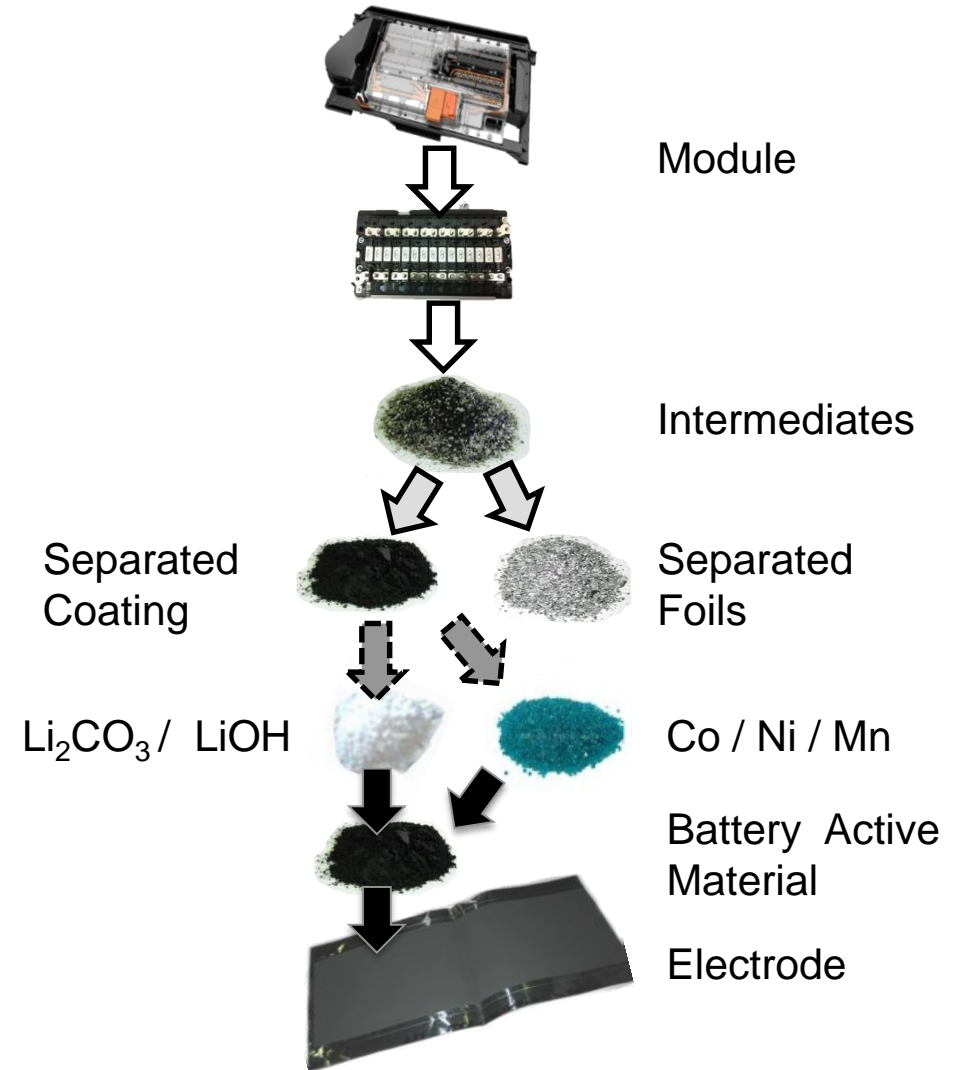 Module
Intermediates
Separated
Coating
Separated
Foils
Li₂CO₃ / LiOH
Co / Ni / Mn
Battery Active
Material
Electrode